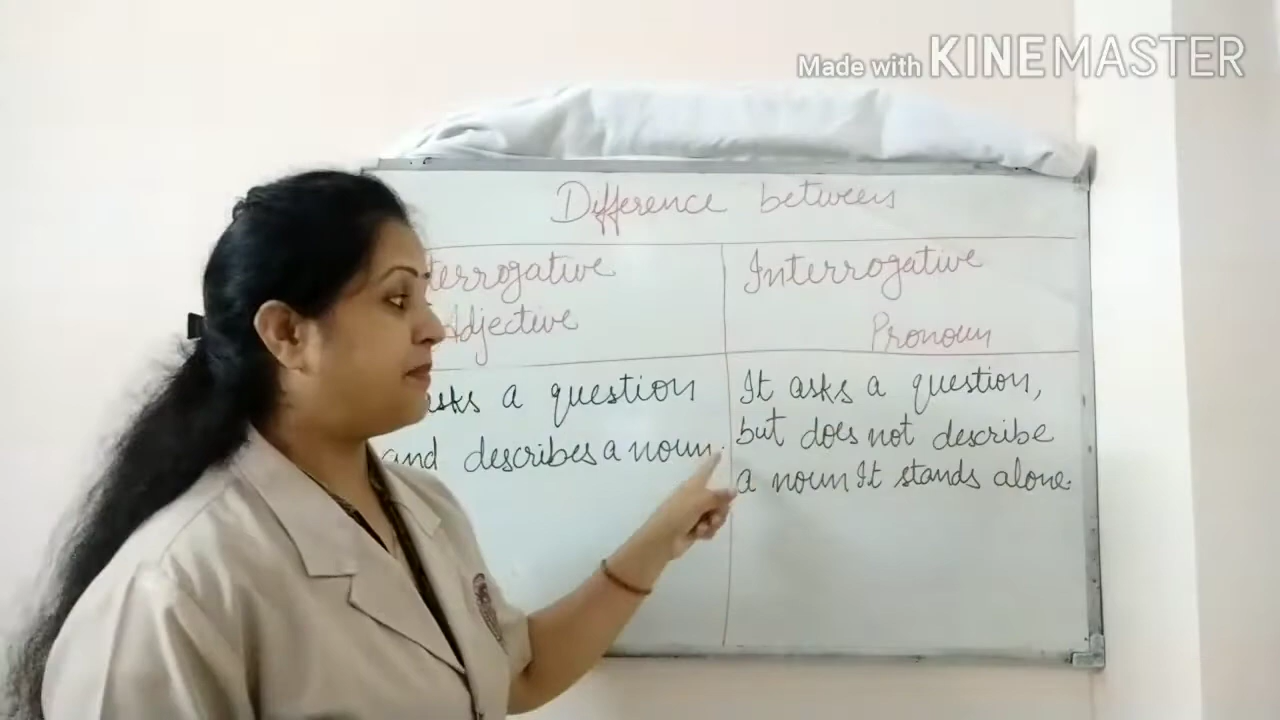 Made with KINEMASTER
Difference between
terrogative
Adjective
asks a question
and describes a noun.
Interrogative
Pronoun
It asks a question,
but does not describe
a noun It stands alone.